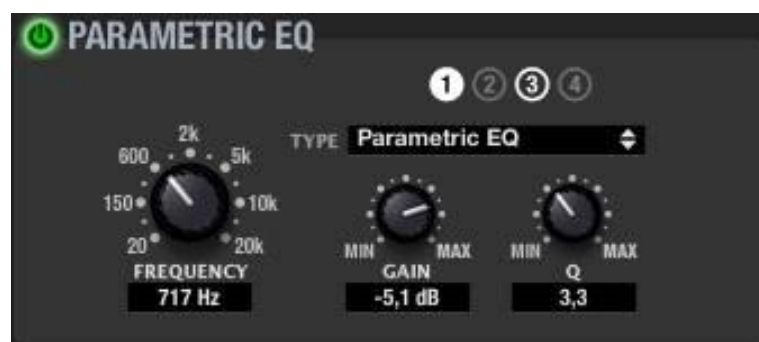 PARAMETRIC EQ
1 2 3 4
TYPE Parametric EQ
2k
600 5k
150 10k
20 20k
MIN MAX MIN MAX
FREQUENCY GAIN Q
717 Hz -5,1 dB 3,3